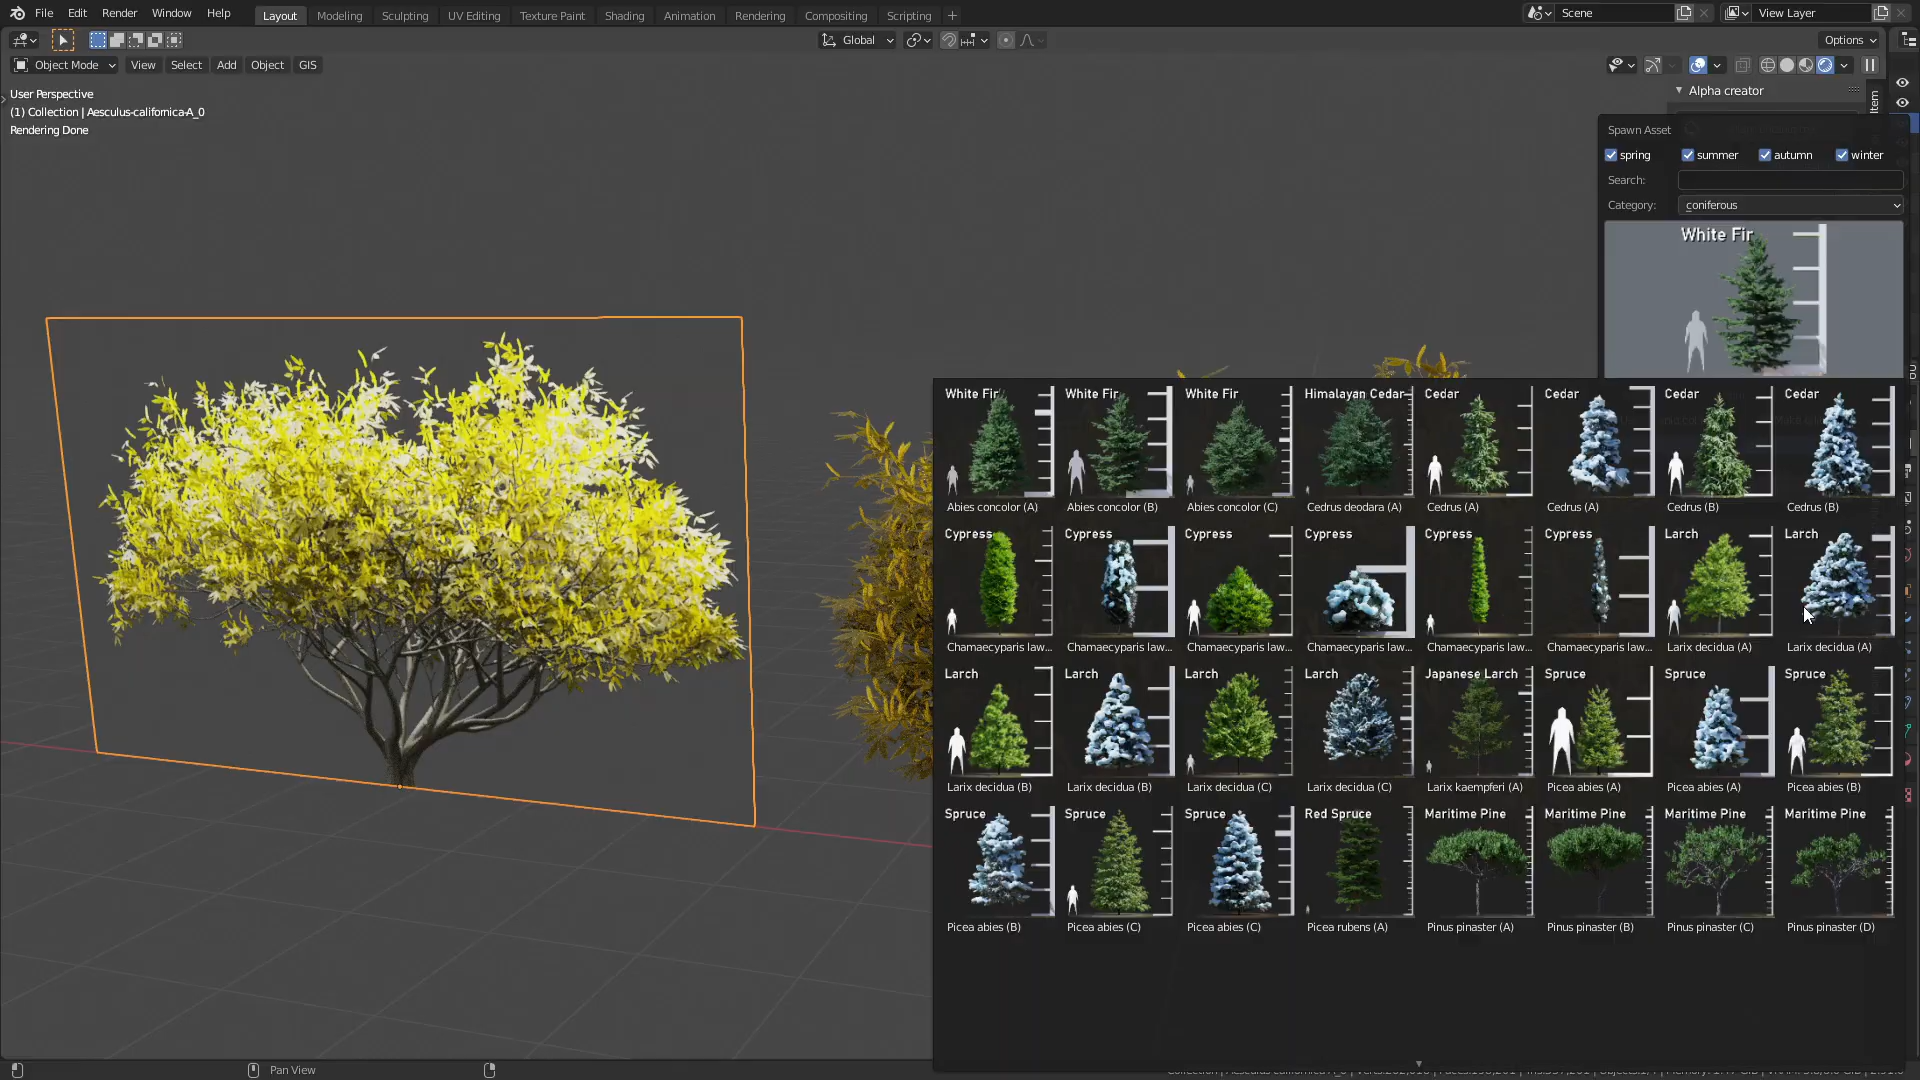 File Edit Render Window Help Layout Modeling Sculpting UV Editing Texture Paint Shading Animation Rendering Compositing Scripting + Scene View Layer
Global Options
Object Mode View Select Add Object GIS
User Perspective
(1) Collection | Aesculus-californica-A_0
Rendering Done
Alpha creator
Item
Spawn Asset
spring summer autumn winter
Search:
Category: coniferous
White Fir
White Fir White Fir White Fir Himalayan Cedar Cedar Cedar Cedar Cedar
Abies concolor (A) Abies concolor (B) Abies concolor (C) Cedrus deodara (A) Cedrus (A) Cedrus (A) Cedrus (B) Cedrus (B)
Cypress Cypress Cypress Cypress Cypress Cypress Larch Larch
Chamaecyparis law... Chamaecyparis law... Chamaecyparis law... Chamaecyparis law... Chamaecyparis law... Chamaecyparis law... Larix decidua (A) Larix decidua (A)
Larch Larch Larch Larch Japanese Larch Spruce Spruce Spruce
Larix decidua (B) Larix decidua (B) Larix decidua (C) Larix decidua (C) Larix kaempferi (A) Picea abies (A) Picea abies (A) Picea abies (B)
Spruce Spruce Spruce Red Spruce Maritime Pine Maritime Pine Maritime Pine Maritime Pine
Picea abies (B) Picea abies (C) Picea abies (C) Picea rubens (A) Pinus pinaster (A) Pinus pinaster (B) Pinus pinaster (C) Pinus pinaster (D)
Pan View